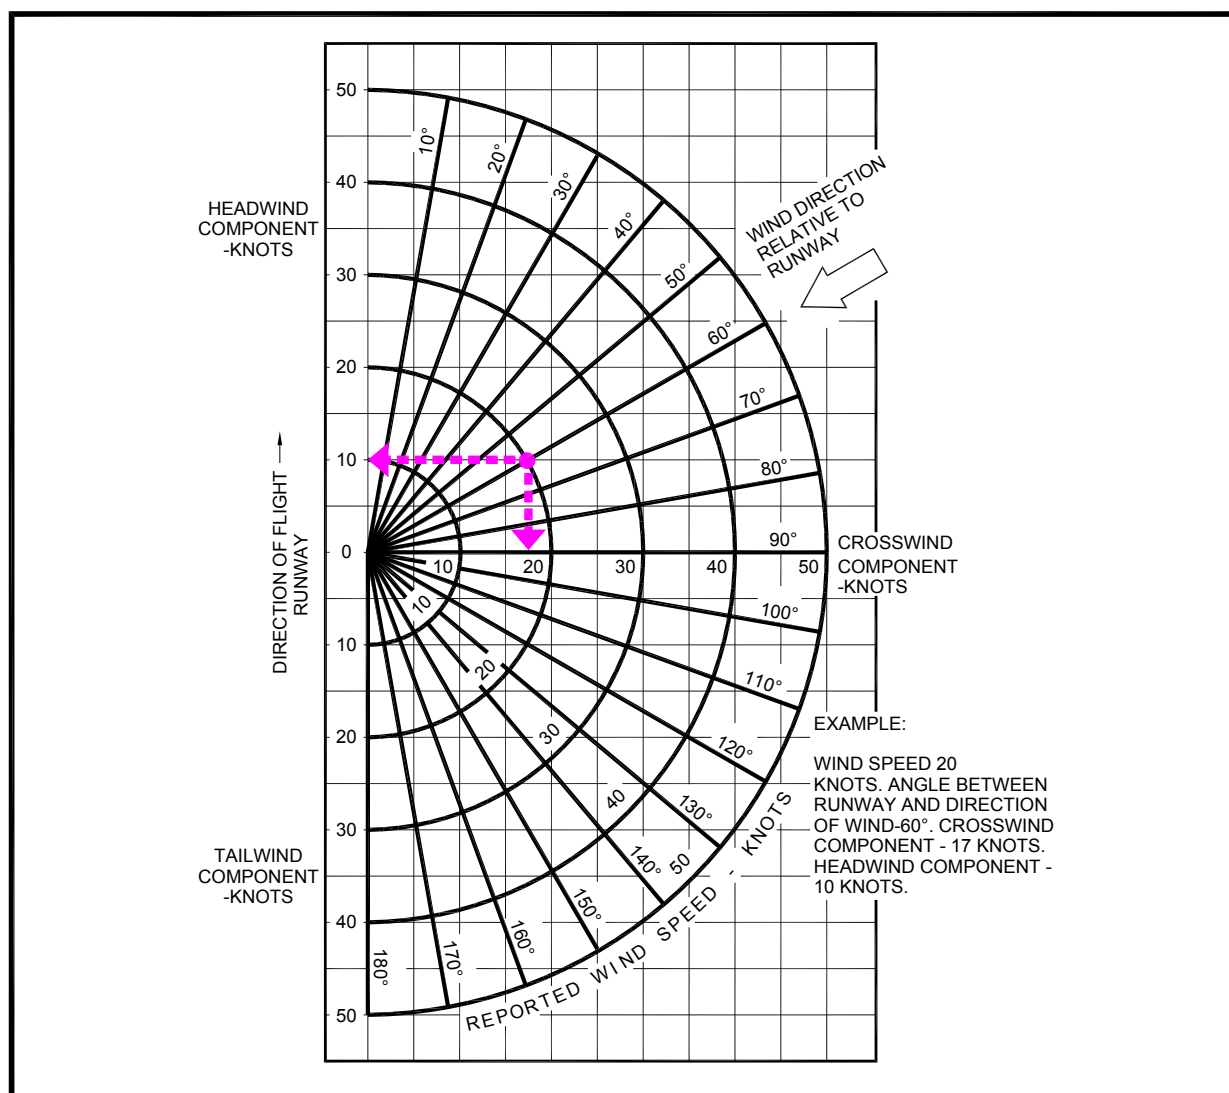 50
10°
20°
30°
40°
50°
60°
70°
80°
90°
40
30
20
10
0
HEADWIND
COMPONENT
-KNOTS
WIND DIRECTION
RELATIVE TO
RUNWAY
DIRECTION OF FLIGHT
RUNWAY
10
20
30
40
50
CROSSWIND
COMPONENT
-KNOTS
100°
110°
120°
130°
140°
150°
160°
170°
180°
10
20
30
40
50
10
20
30
40
50
TAILWIND
COMPONENT
-KNOTS
REPORTED WIND SPEED - KNOTS
EXAMPLE:
WIND SPEED 20
KNOTS. ANGLE BETWEEN
RUNWAY AND DIRECTION
OF WIND-60°. CROSSWIND
COMPONENT - 17 KNOTS.
HEADWIND COMPONENT -
10 KNOTS.